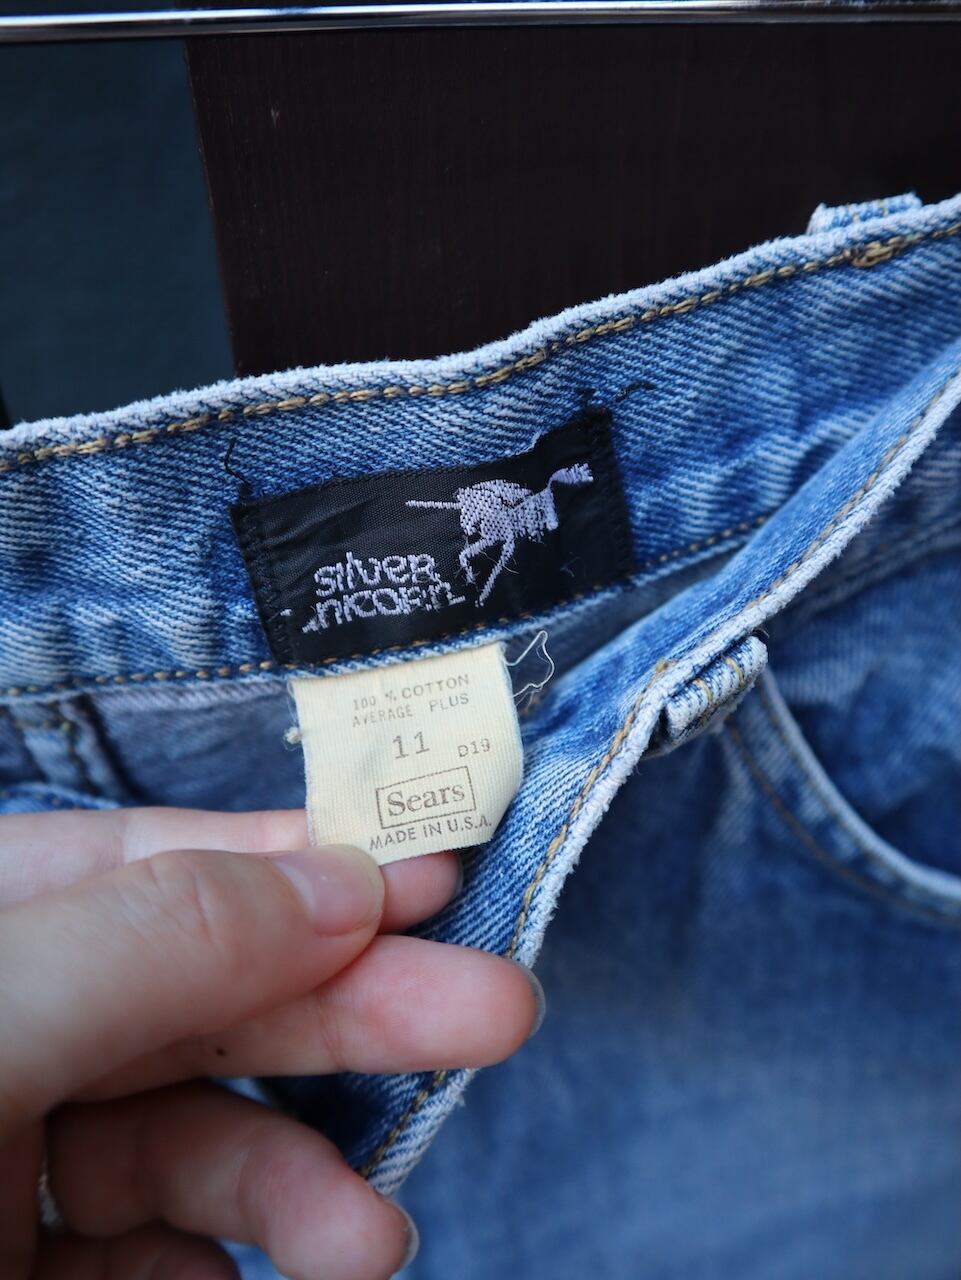 silver
unicorn
100 % COTTON
AVERAGE PLUS
11 D19
Sears
MADE IN U.S.A.